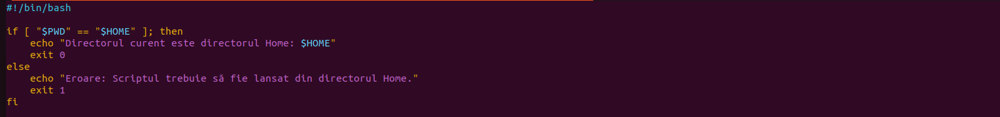 #!/bin/bash

if [ "$PWD" == "$HOME" ]; then
    echo "Directorul curent este directorul Home: $HOME"
    exit 0
else
    echo "Eroare: Scriptul trebuie să fie lansat din directorul Home."
    exit 1
fi